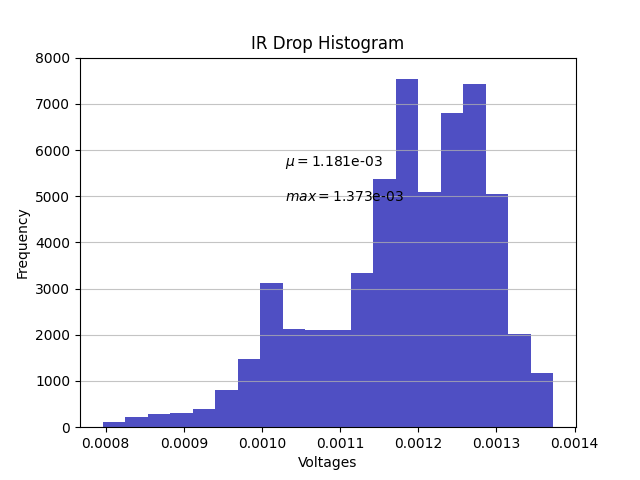 IR Drop Histogram
8000
7000
6000
5000
4000
3000
2000
1000
0
Frequency
μ = 1.181e-03
max = 1.373e-03
0.0008 0.0009 0.0010 0.0011 0.0012 0.0013 0.0014
Voltages